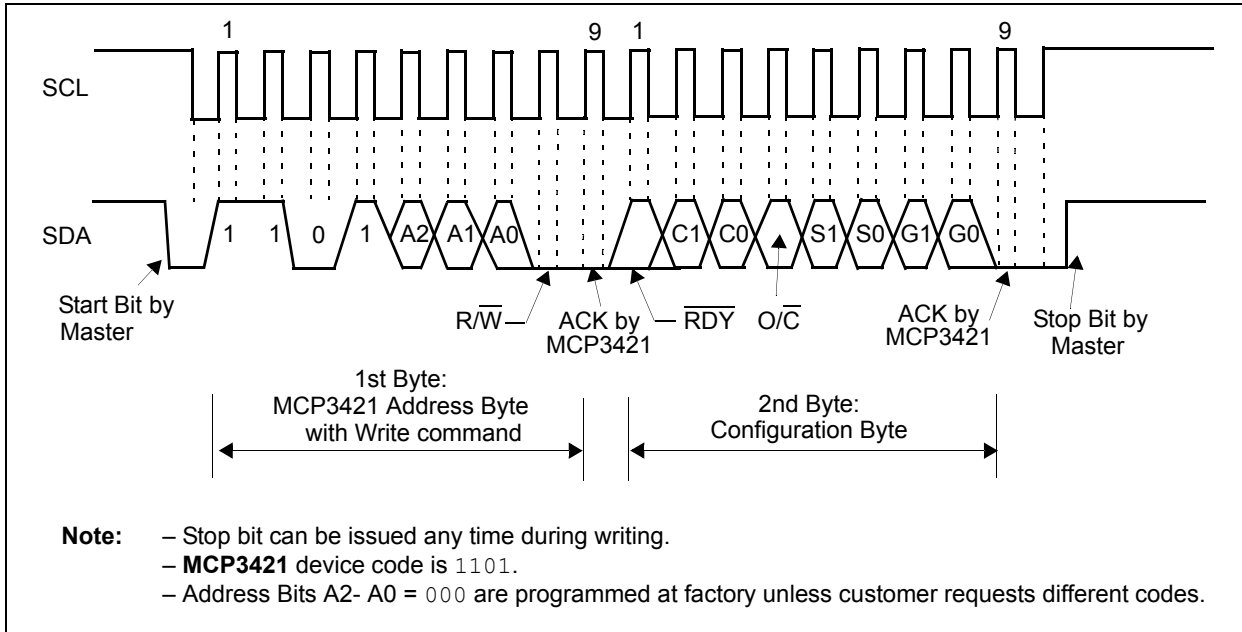 1 9 1 9
SCL
SDA
1 1 0 1 A2 A1 A0 C1 C0 S1 S0 G1 G0
Start Bit by
Master
R/W̅
ACK by
MCP3421
R̅D̅Y̅
O/C̅
ACK by
MCP3421
Stop Bit by
Master
1st Byte:
MCP3421 Address Byte
with Write command
2nd Byte:
Configuration Byte
Note: – Stop bit can be issued any time during writing.
– MCP3421 device code is 1101.
– Address Bits A2- A0 = 000 are programmed at factory unless customer requests different codes.